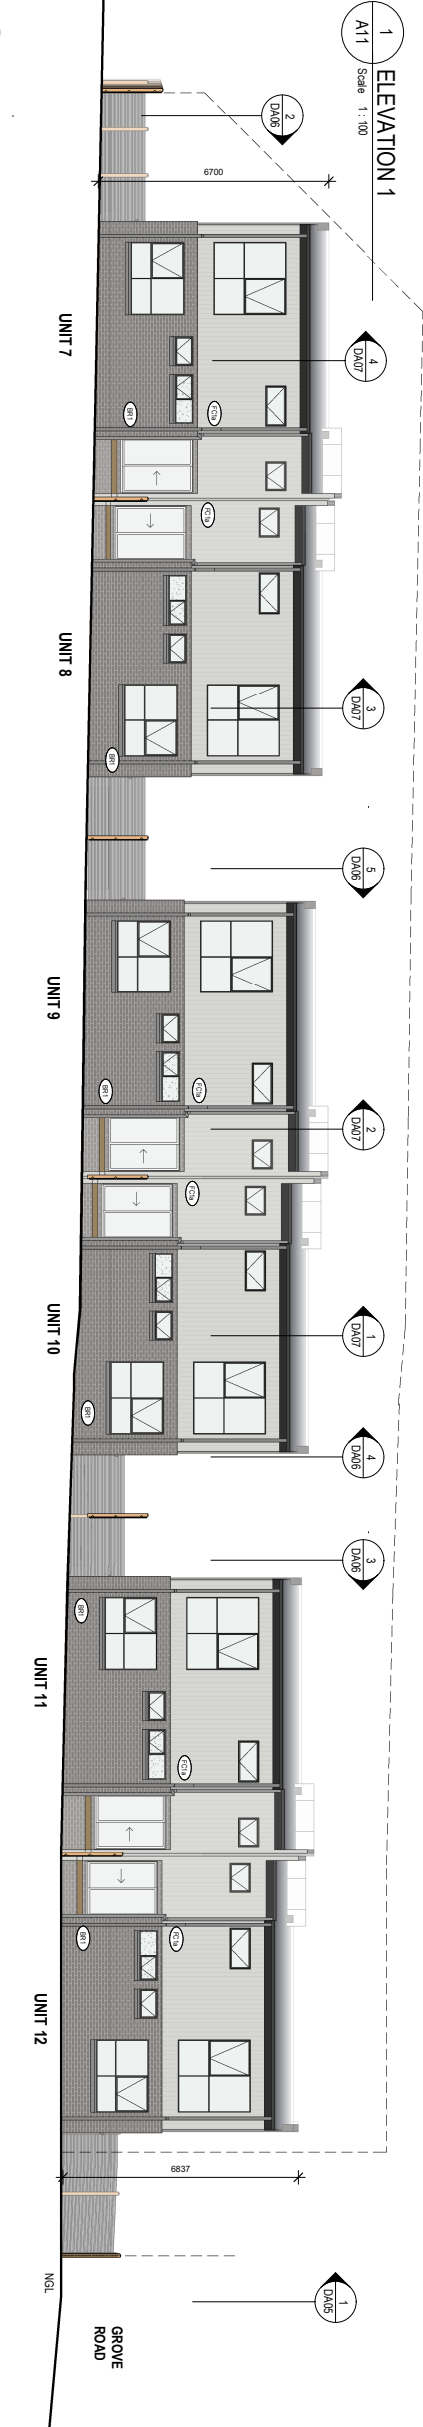 1
A11
ELEVATION 1
Scale 1 : 100
2
DA06
6700
4
DA07
UNIT 7
BR1
FC1a
FC1a
UNIT 8
BR1
3
DA07
5
DA06
UNIT 9
BR1
FC1a
2
DA07
FC1a
UNIT 10
BR1
1
DA07
4
DA06
3
DA06
UNIT 11
BR1
FC1a
UNIT 12
BR1
FC1a
6837
NGL
GROVE
ROAD
1
DA05